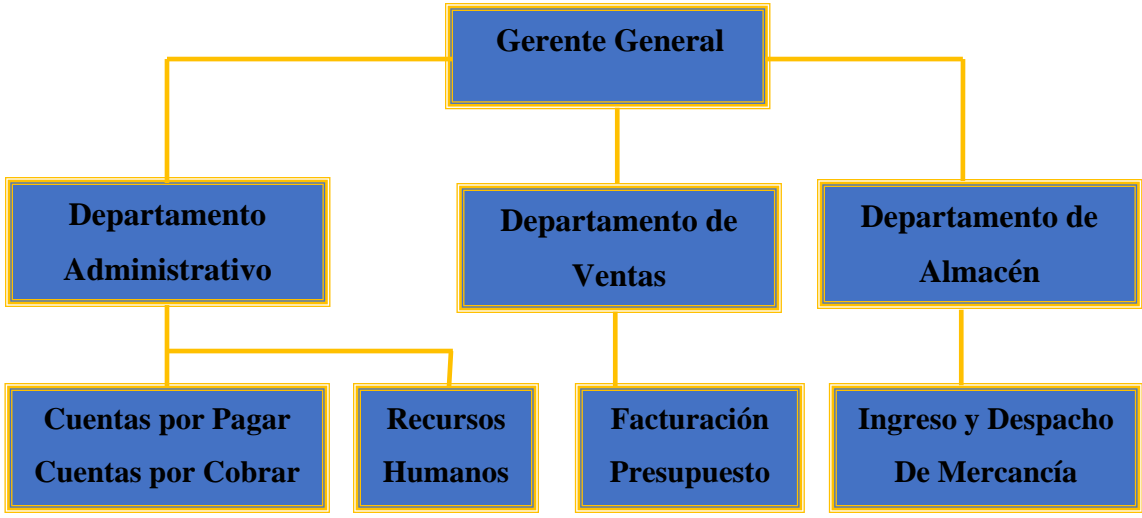 Gerente General
Departamento
Administrativo
Departamento de
Ventas
Departamento de
Almacén
Cuentas por Pagar
Cuentas por Cobrar
Recursos
Humanos
Facturación
Presupuesto
Ingreso y Despacho
De Mercancía